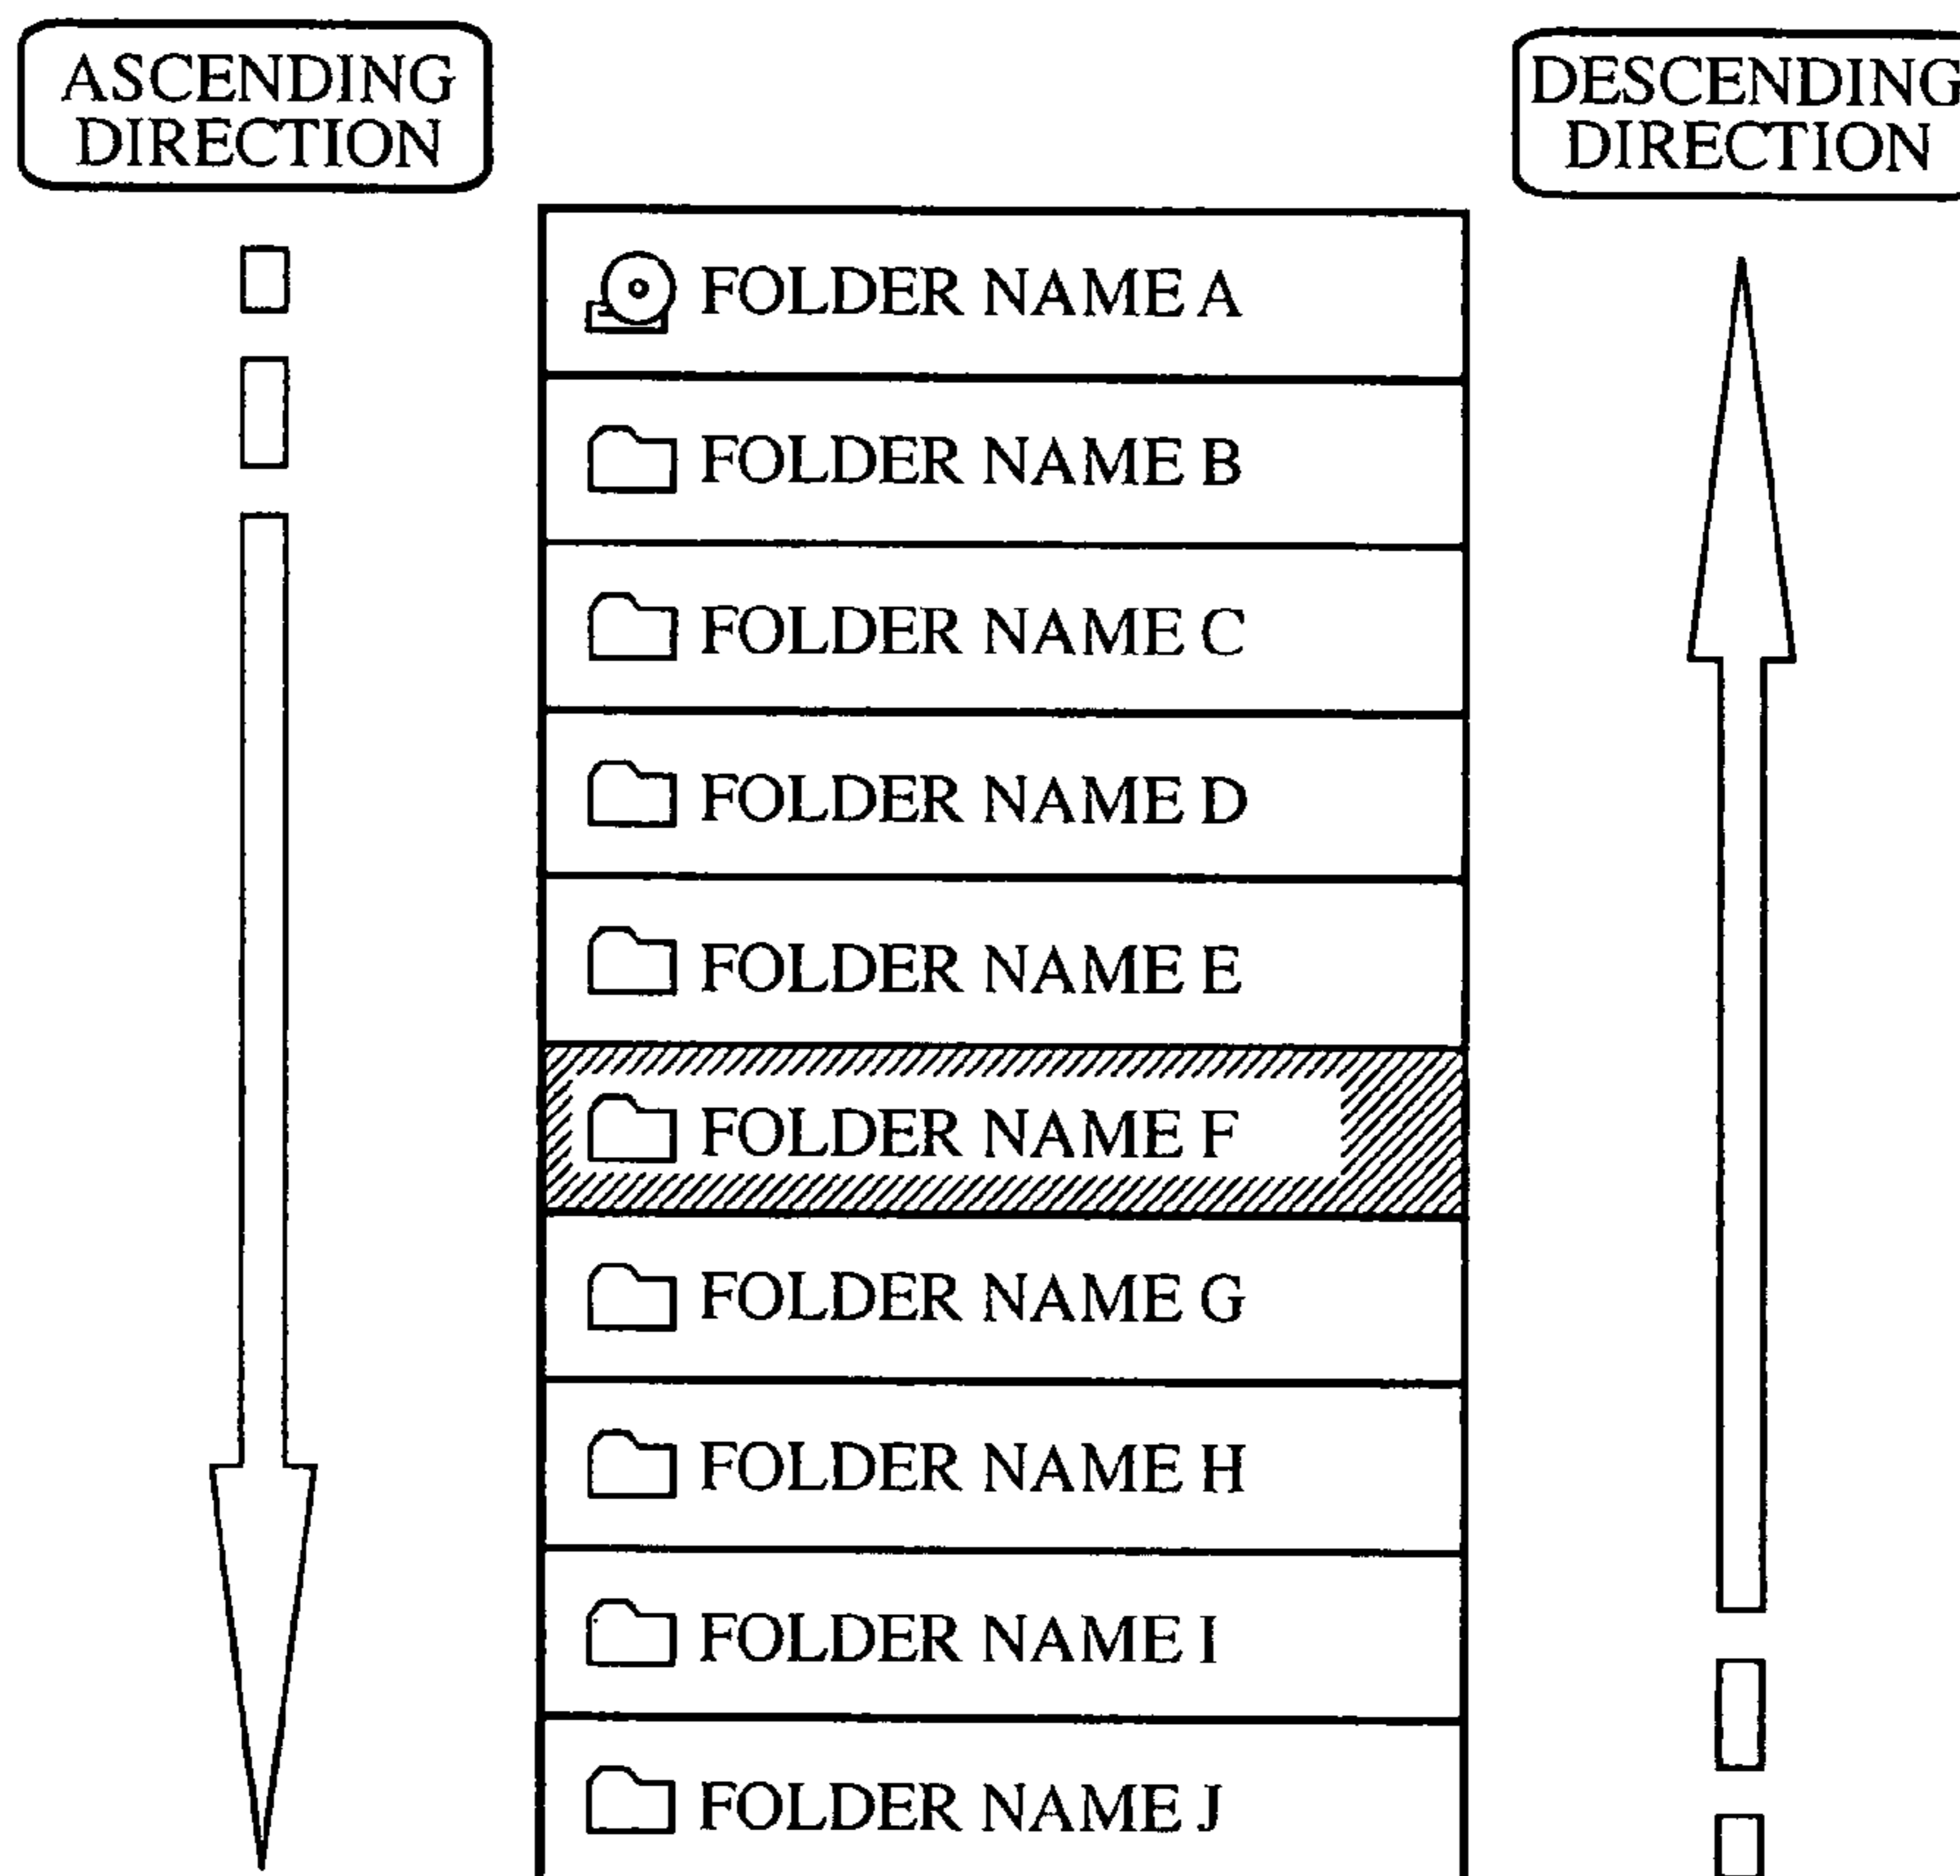 ASCENDING
DIRECTION
DESCENDING
DIRECTION
FOLDER NAME A
FOLDER NAME B
FOLDER NAME C
FOLDER NAME D
FOLDER NAME E
FOLDER NAME F
FOLDER NAME G
FOLDER NAME H
FOLDER NAME I
FOLDER NAME J